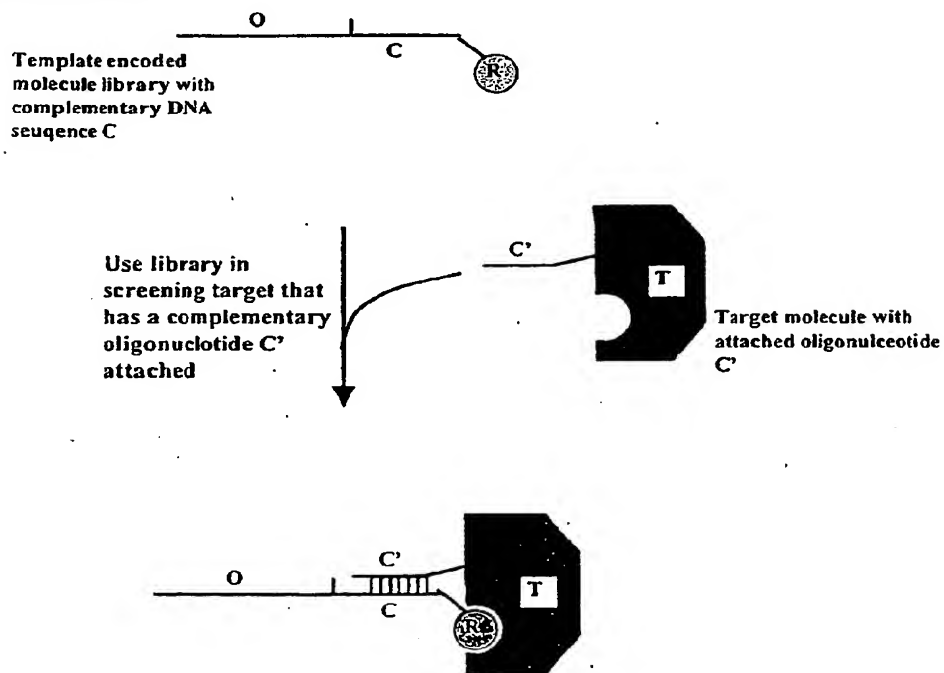 O
C
R
Template encoded
molecule library with
complementary DNA
seuqence C
C'
T
Use library in
screening target that
has a complementary
oligonuclotide C'
attached
Target molecule with
attached oligonulceotide
C'
C'
O
C
T
R